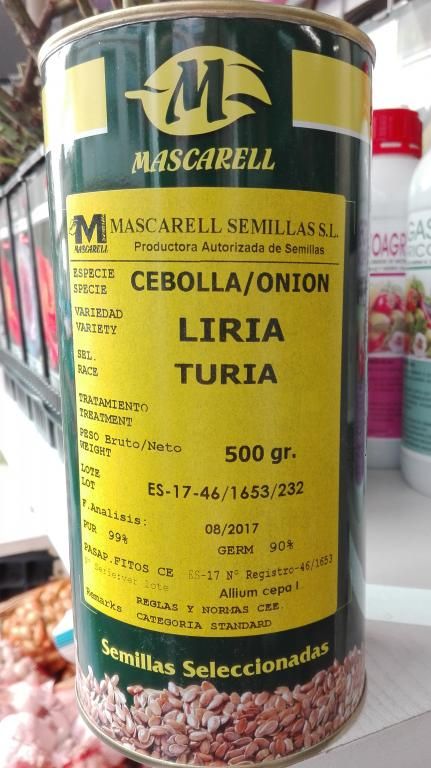 M
MASCARELL
M
MASCARELL
MASCARELL SEMILLAS S.L.
Productora Autorizada de Semillas
ESPECIE
SPECIE
CEBOLLA/ONION
VARIEDAD
VARIETY
LIRIA
SEL.
RACE
TURIA
TRATAMIENTO
TREATMENT
PESO Bruto/Neto
WEIGHT
500 gr.
LOTE
LOT
ES-17-46/1653/232
F.Analisis:
08/2017
PUR 99%
GERM 90%
PASAP.FITOS CE
ES-17 Nº Registro-46/1653
lote
Allium cepa l
Remarks
REGLAS Y NORMAS CEE.
CATEGORIA STANDARD
Semillas Seleccionadas
OAGR
GAS